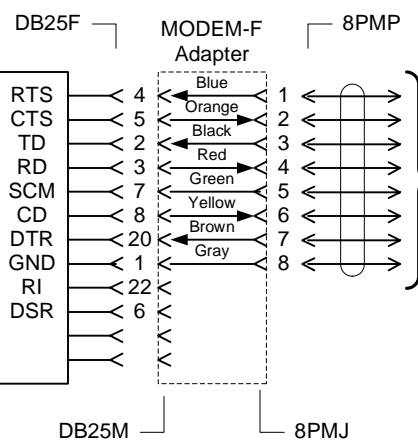 DB25F MODEM-F 8PMP
Adapter
RTS 4 Blue 1
CTS 5 Orange 2
TD 2 Black 3
RD 3 Red 4
SCM 7 Green 5
CD 8 Yellow 6
DTR 20 Brown 7
GND 1 Gray 8
RI 22
DSR 6
DB25M 8PMJ